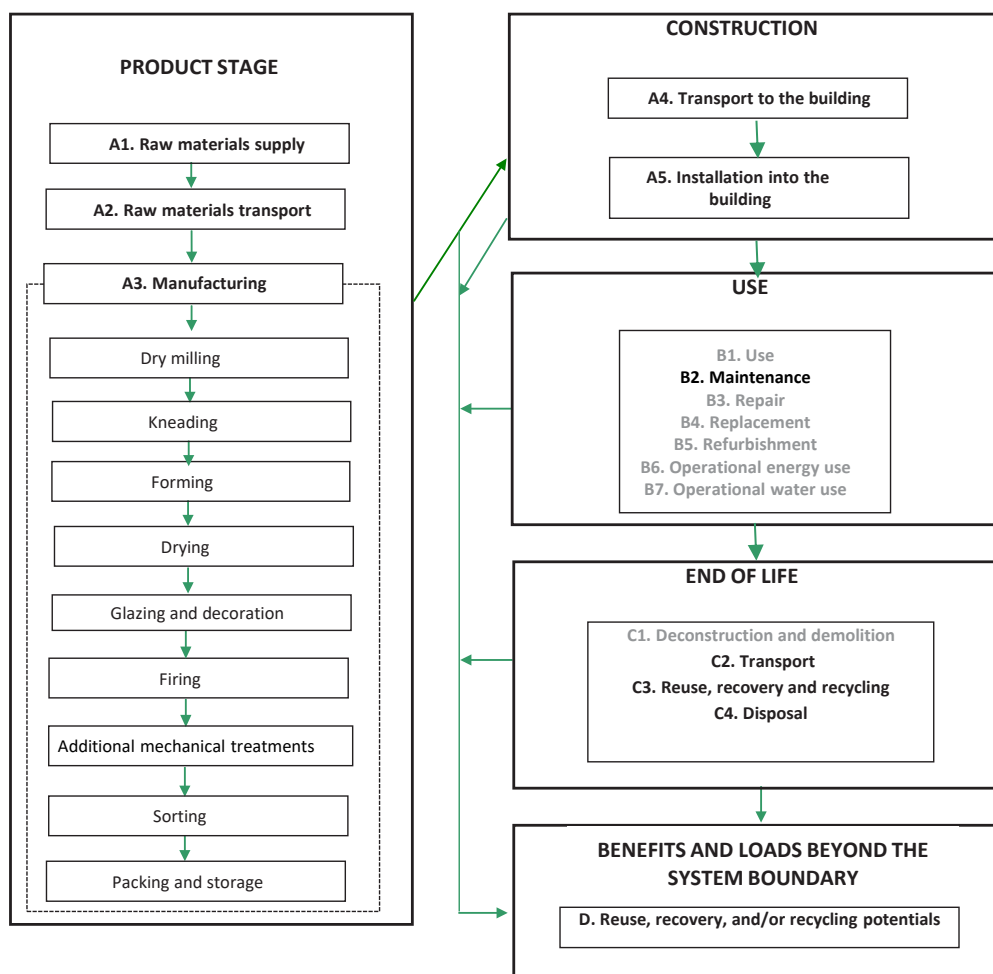 PRODUCT STAGE
A1. Raw materials supply
A2. Raw materials transport
A3. Manufacturing
Dry milling
Kneading
Forming
Drying
Glazing and decoration
Firing
Additional mechanical treatments
Sorting
Packing and storage
CONSTRUCTION
A4. Transport to the building
A5. Installation into the
building
USE
B1. Use
B2. Maintenance
B3. Repair
B4. Replacement
B5. Refurbishment
B6. Operational energy use
B7. Operational water use
END OF LIFE
C1. Deconstruction and demolition
C2. Transport
C3. Reuse, recovery and recycling
C4. Disposal
BENEFITS AND LOADS BEYOND THE
SYSTEM BOUNDARY
D. Reuse, recovery, and/or recycling potentials